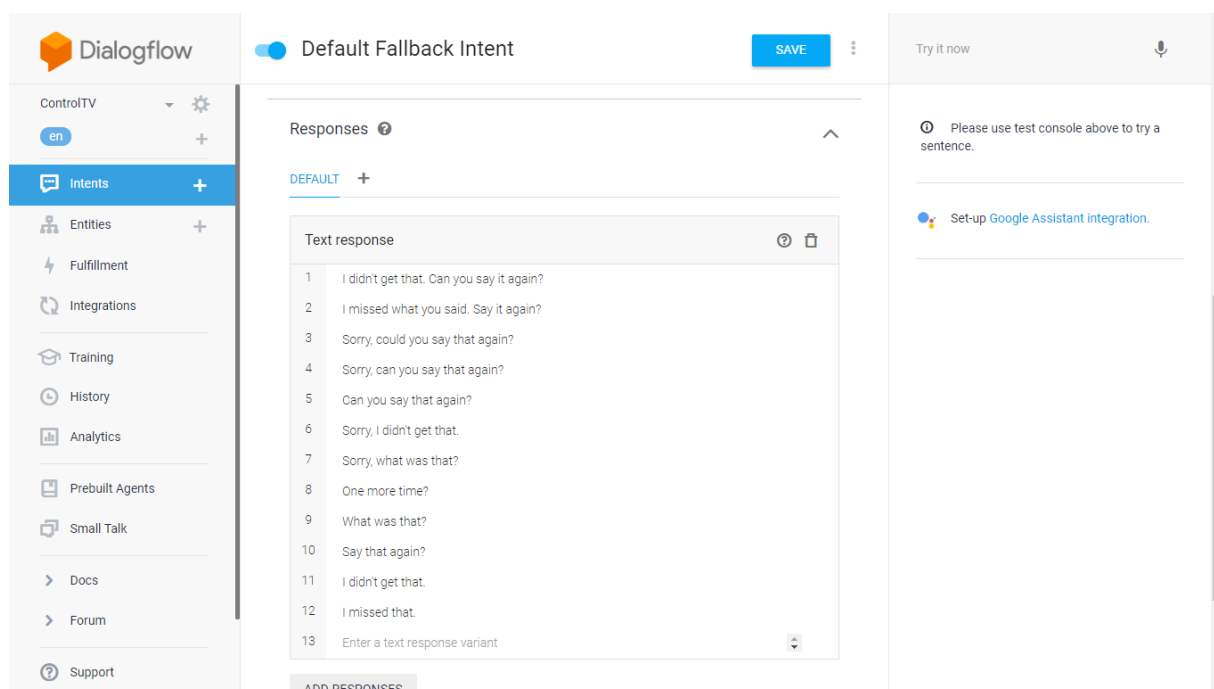 Dialogflow
ControlTV
en
Intents
Entities
Fulfillment
Integrations
Training
History
Analytics
Prebuilt Agents
Small Talk
Docs
Forum
Support
Default Fallback Intent
SAVE
Responses
DEFAULT
Text response
1 I didn't get that. Can you say it again?
2 I missed what you said. Say it again?
3 Sorry, could you say that again?
4 Sorry, can you say that again?
5 Can you say that again?
6 Sorry, I didn't get that.
7 Sorry, what was that?
8 One more time?
9 What was that?
10 Say that again?
11 I didn't get that.
12 I missed that.
13 Enter a text response variant
ADD RESPONSES
Try it now
Please use test console above to try a
sentence.
Set-up Google Assistant integration.